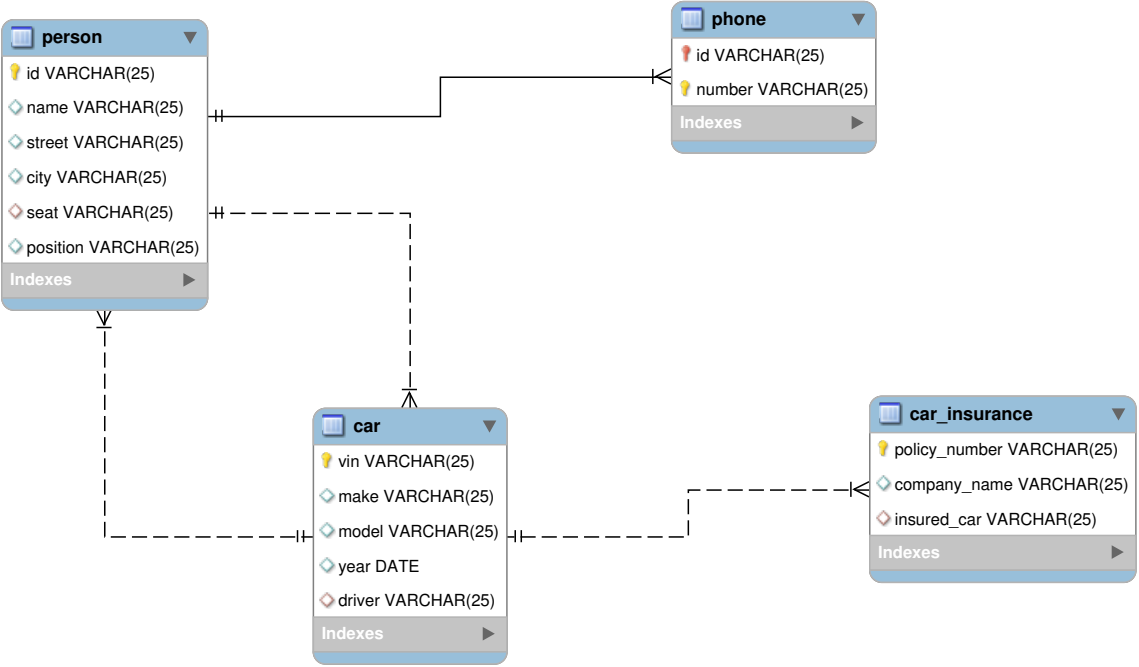 person
id VARCHAR(25)
name VARCHAR(25)
street VARCHAR(25)
city VARCHAR(25)
seat VARCHAR(25)
position VARCHAR(25)
Indexes
phone
id VARCHAR(25)
number VARCHAR(25)
Indexes
car
vin VARCHAR(25)
make VARCHAR(25)
model VARCHAR(25)
year DATE
driver VARCHAR(25)
Indexes
car_insurance
policy_number VARCHAR(25)
company_name VARCHAR(25)
insured_car VARCHAR(25)
Indexes